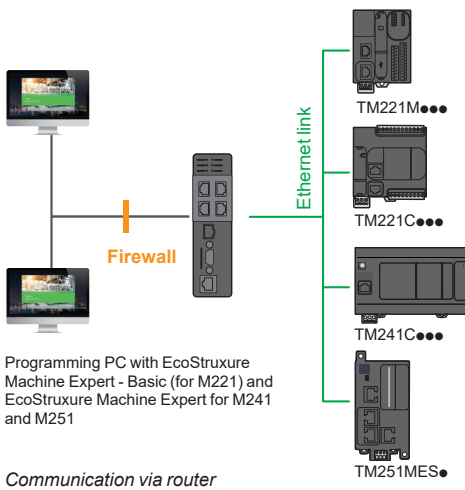 TM221M●●●
Ethernet link
TM221C●●●
Firewall
TM241C●●●
Programming PC with EcoStruxure
Machine Expert - Basic (for M221) and
EcoStruxure Machine Expert for M241
and M251
TM251MES●
Communication via router